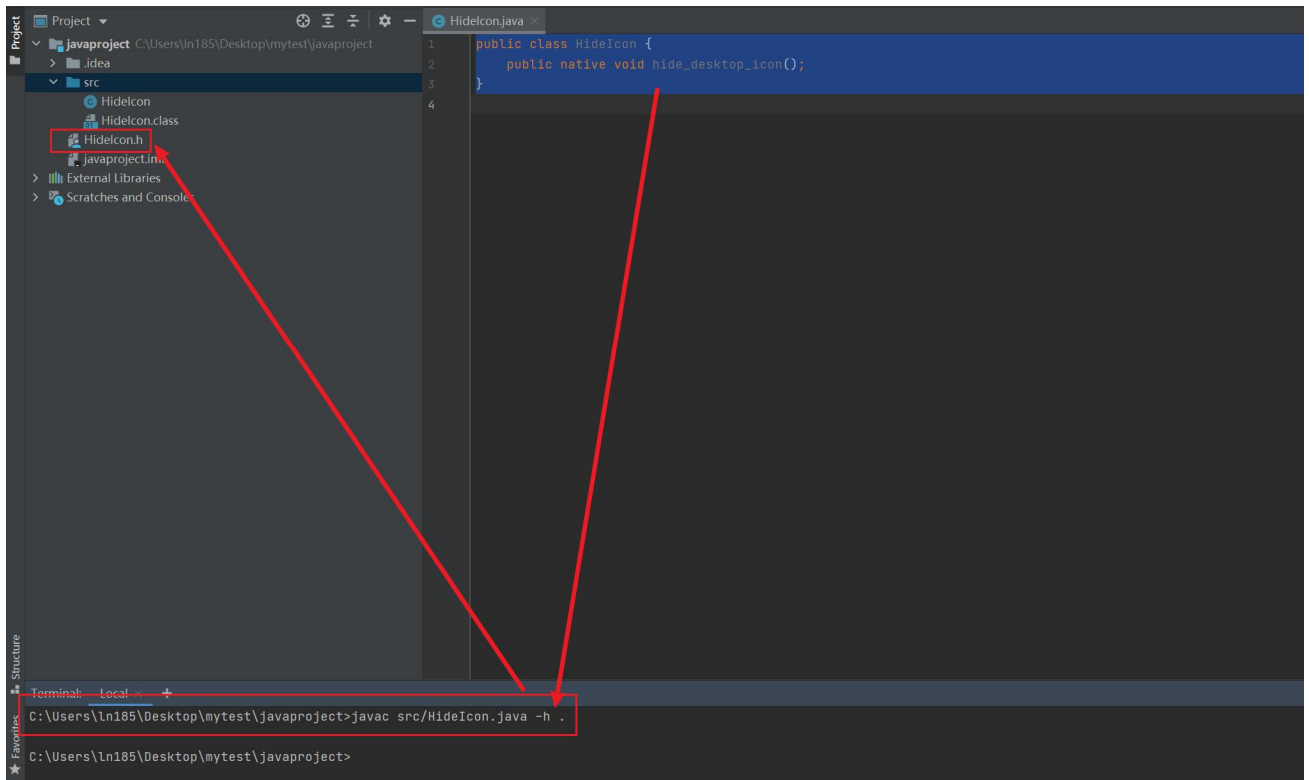 Project
Project
HideIcon.java
javaproject C:\Users\ln185\Desktop\mytest\javaproject
.idea
src
HideIcon
HideIcon.class
HideIcon.h
javaproject.iml
External Libraries
Scratches and Consoles
1 public class HideIcon {
2 public native void hide_desktop_icon();
3 }
4
Structure
Favorites
Terminal: Local × +
C:\Users\ln185\Desktop\mytest\javaproject>javac src/HideIcon.java -h .
C:\Users\ln185\Desktop\mytest\javaproject>